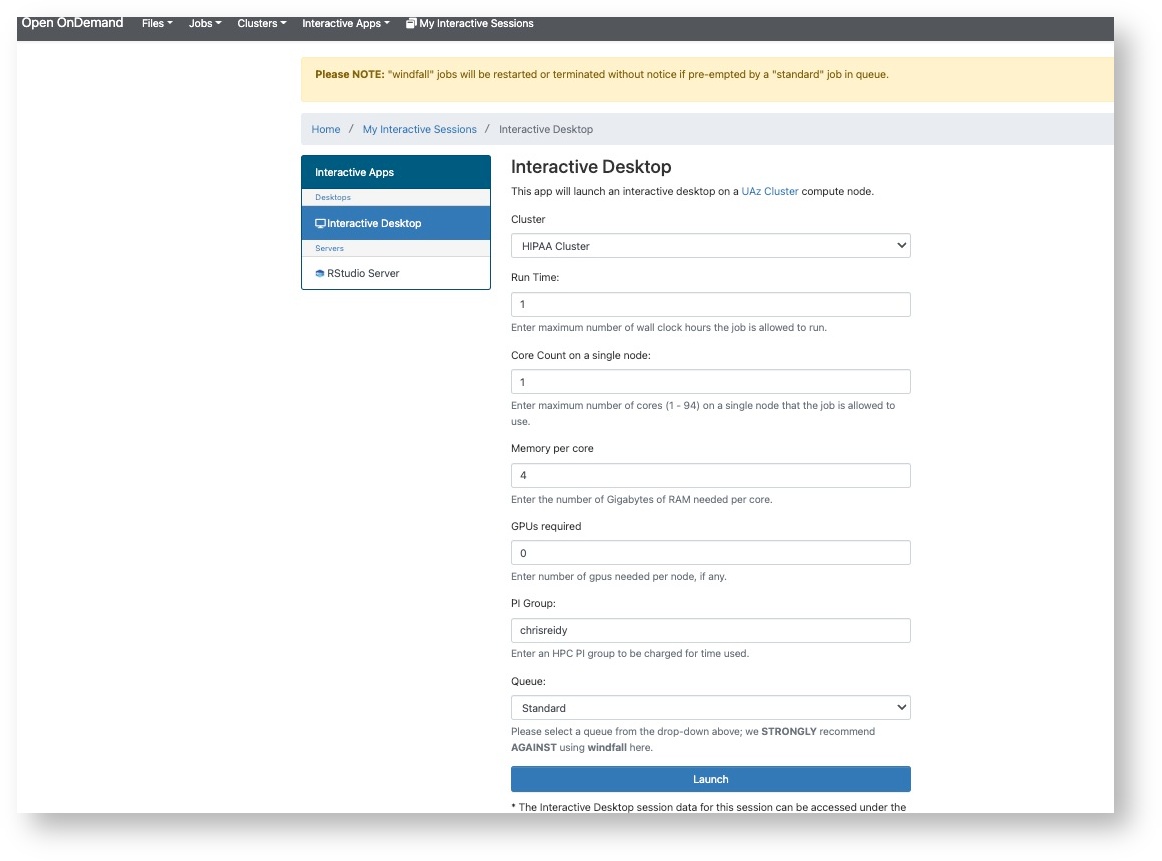 Open OnDemand Files Jobs Clusters Interactive Apps My Interactive Sessions
Please NOTE: "windfall" jobs will be restarted or terminated without notice if pre-empted by a "standard" job in queue.
Home / My Interactive Sessions / Interactive Desktop
Interactive Apps
Desktops
Interactive Desktop
Servers
RStudio Server
Interactive Desktop
This app will launch an interactive desktop on a UAz Cluster compute node.
Cluster
HIPAA Cluster
Run Time:
1
Enter maximum number of wall clock hours the job is allowed to run.
Core Count on a single node:
1
Enter maximum number of cores (1 - 94) on a single node that the job is allowed to
use.
Memory per core
4
Enter the number of Gigabytes of RAM needed per core.
GPUs required
0
Enter number of gpus needed per node, if any.
PI Group:
chrisreidy
Enter an HPC PI group to be charged for time used.
Queue:
Standard
Please select a queue from the drop-down above; we STRONGLY recommend
AGAINST using windfall here.
Launch
* The Interactive Desktop session data for this session can be accessed under the